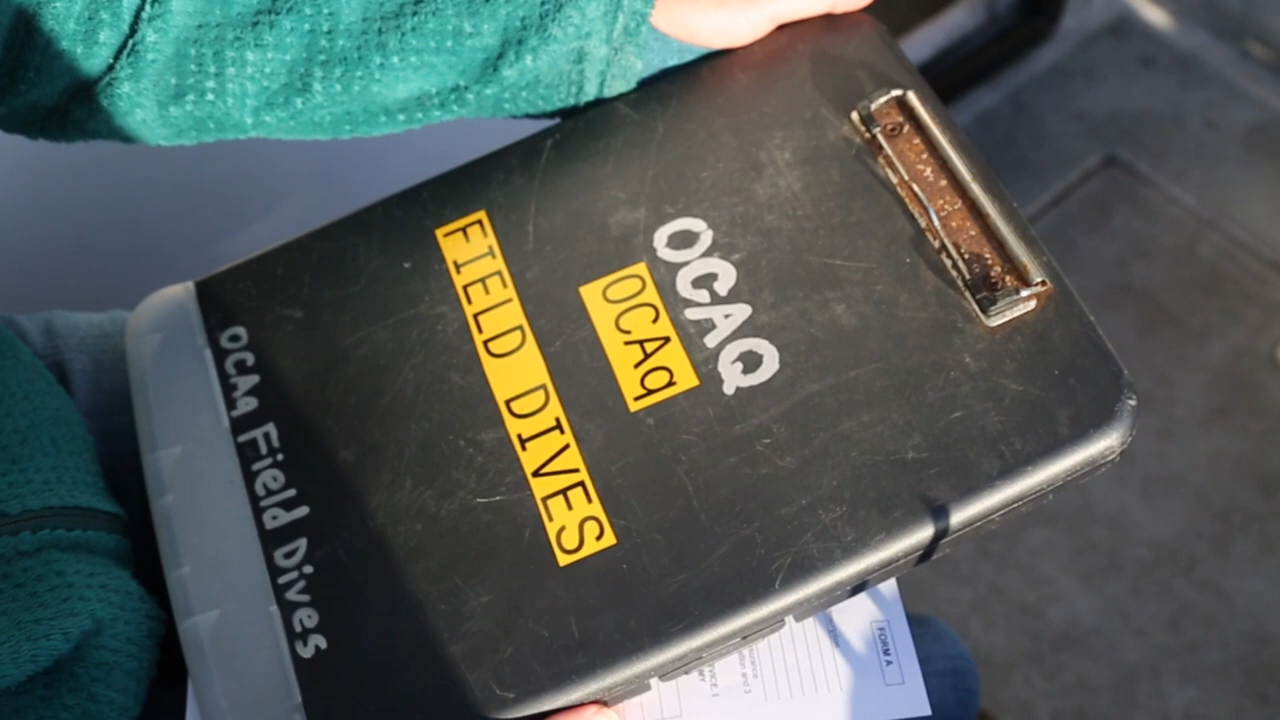 OCAQ
OCAq
FIELD DIVES
OCAq Field Dives
FORM A